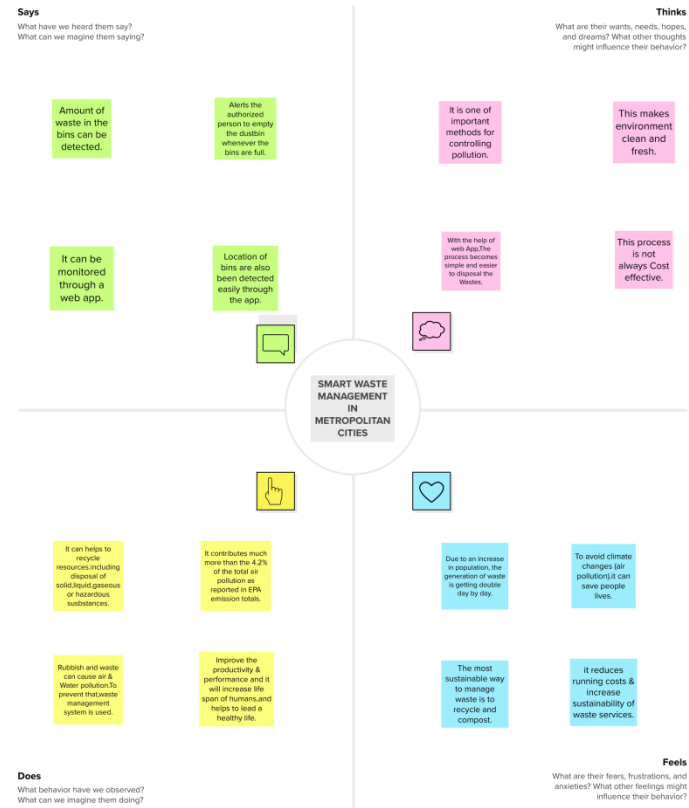 Says
What have we heard them say?
What can we magine them saying?
Thinks
What are their wants, needs, hopes,
and dreams? What other thoughts
might influence their behavior?
Amount of
waste in the
bins can be
detected.
Alerts the
authorized
person to empty
the dustbin
whenever the
bins are full.
It is one of
important
methods for
controlling
pollution.
This makes
environment
clean and
fresh.
It can be
monitored
through a
web app.
Location of
bins are also
been detected
easily through
the app.
With the help of
web App,The
process becomes
simple and easier
to disposal the
Wastes.
This process
is not
always Cost
effective.
SMART WASTE
MANAGEMENT
IN
METROPOLITAN
CITIES
It can helps to
recycle
resources.including
disposal of
solid,liquid,gaseous
or hazardous
susbstances.
It contributes much
more than the 4.2%
of the total air
pollution as
reported in EPA
emission totals.
Due to an increase
in population, the
generation of waste
is getting double
day by day.
To avoid climate
changes (air
pollution).it can
save people
lives.
Rubbish and waste
can cause air &
Water pollution.To
prevent that,waste
management
system is used.
Improve the
productivity &
performance and it
will increase life
span of humans,and
helps to lead a
healthy life.
The most
sustainable way
to manage
waste is to
recycle and
compost.
it reduces
running costs &
increase
sustainability of
waste services.
Does
What behavior have we observed?
What can we imagine them doing?
Feels
What are their fears, frustrations, and
anxieties? What other feelings might
influence their behavior?